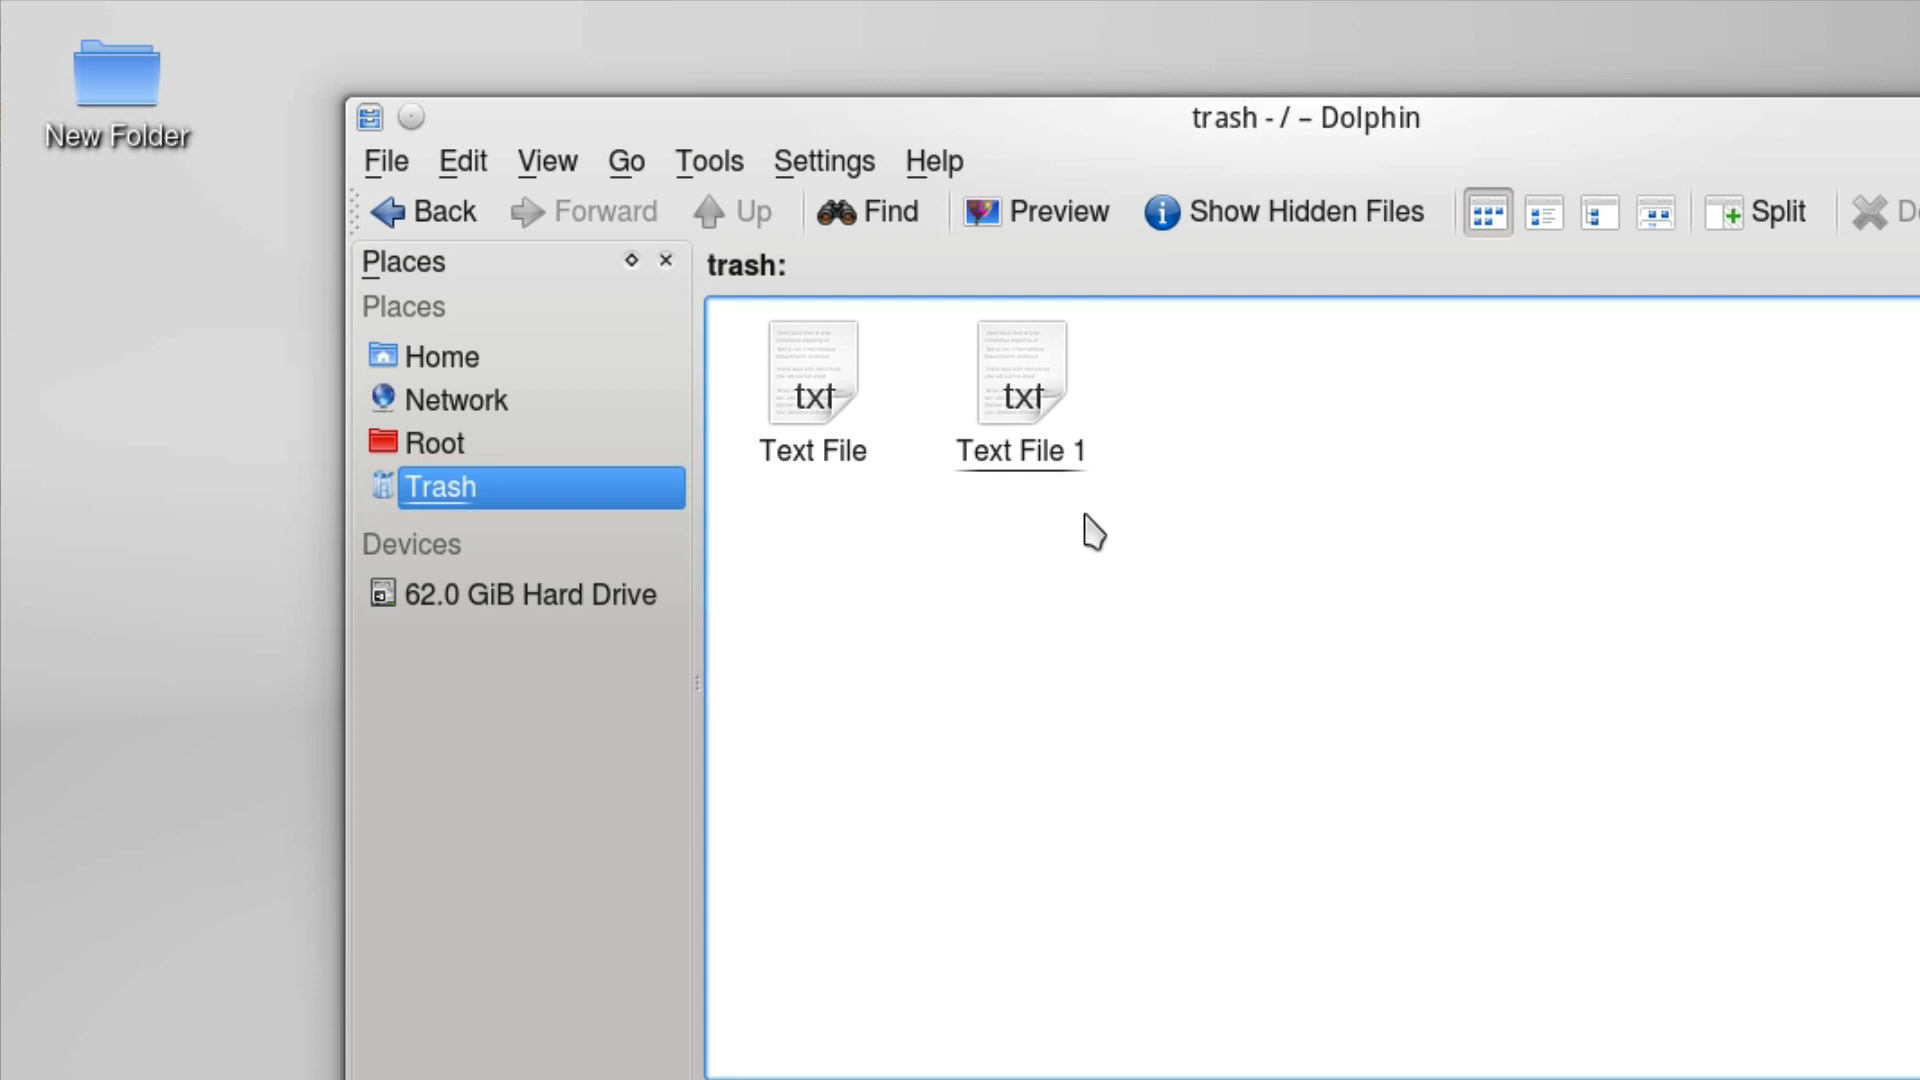 New Folder
trash - / – Dolphin
File Edit View Go Tools Settings Help
Back Forward Up Find Preview Show Hidden Files Split
Places
trash:
Places
Home
Network
Root
Trash
Devices
62.0 GiB Hard Drive
txt
Text File
txt
Text File 1